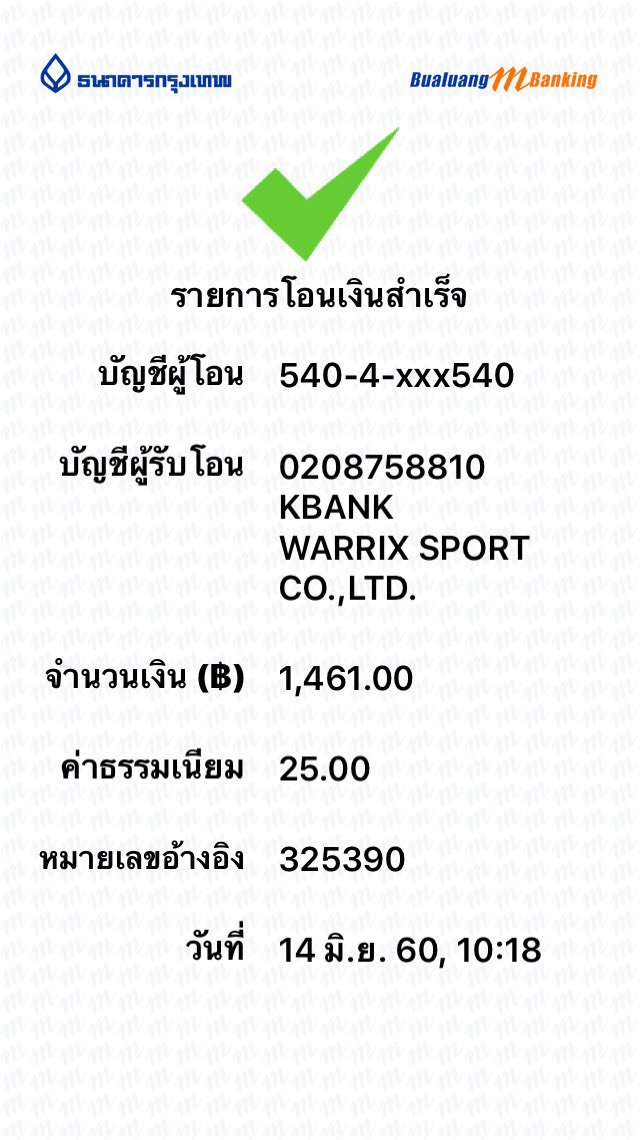 ธนาคารกรุงเทพ Bualuang mBanking
รายการโอนเงินสำเร็จ
บัญชีผู้โอน 540-4-xxx540
บัญชีผู้รับโอน 0208758810
KBANK
WARRIX SPORT
CO.,LTD.
จำนวนเงิน (฿) 1,461.00
ค่าธรรมเนียม 25.00
หมายเลขอ้างอิง 325390
วันที่ 14 มิ.ย. 60, 10:18